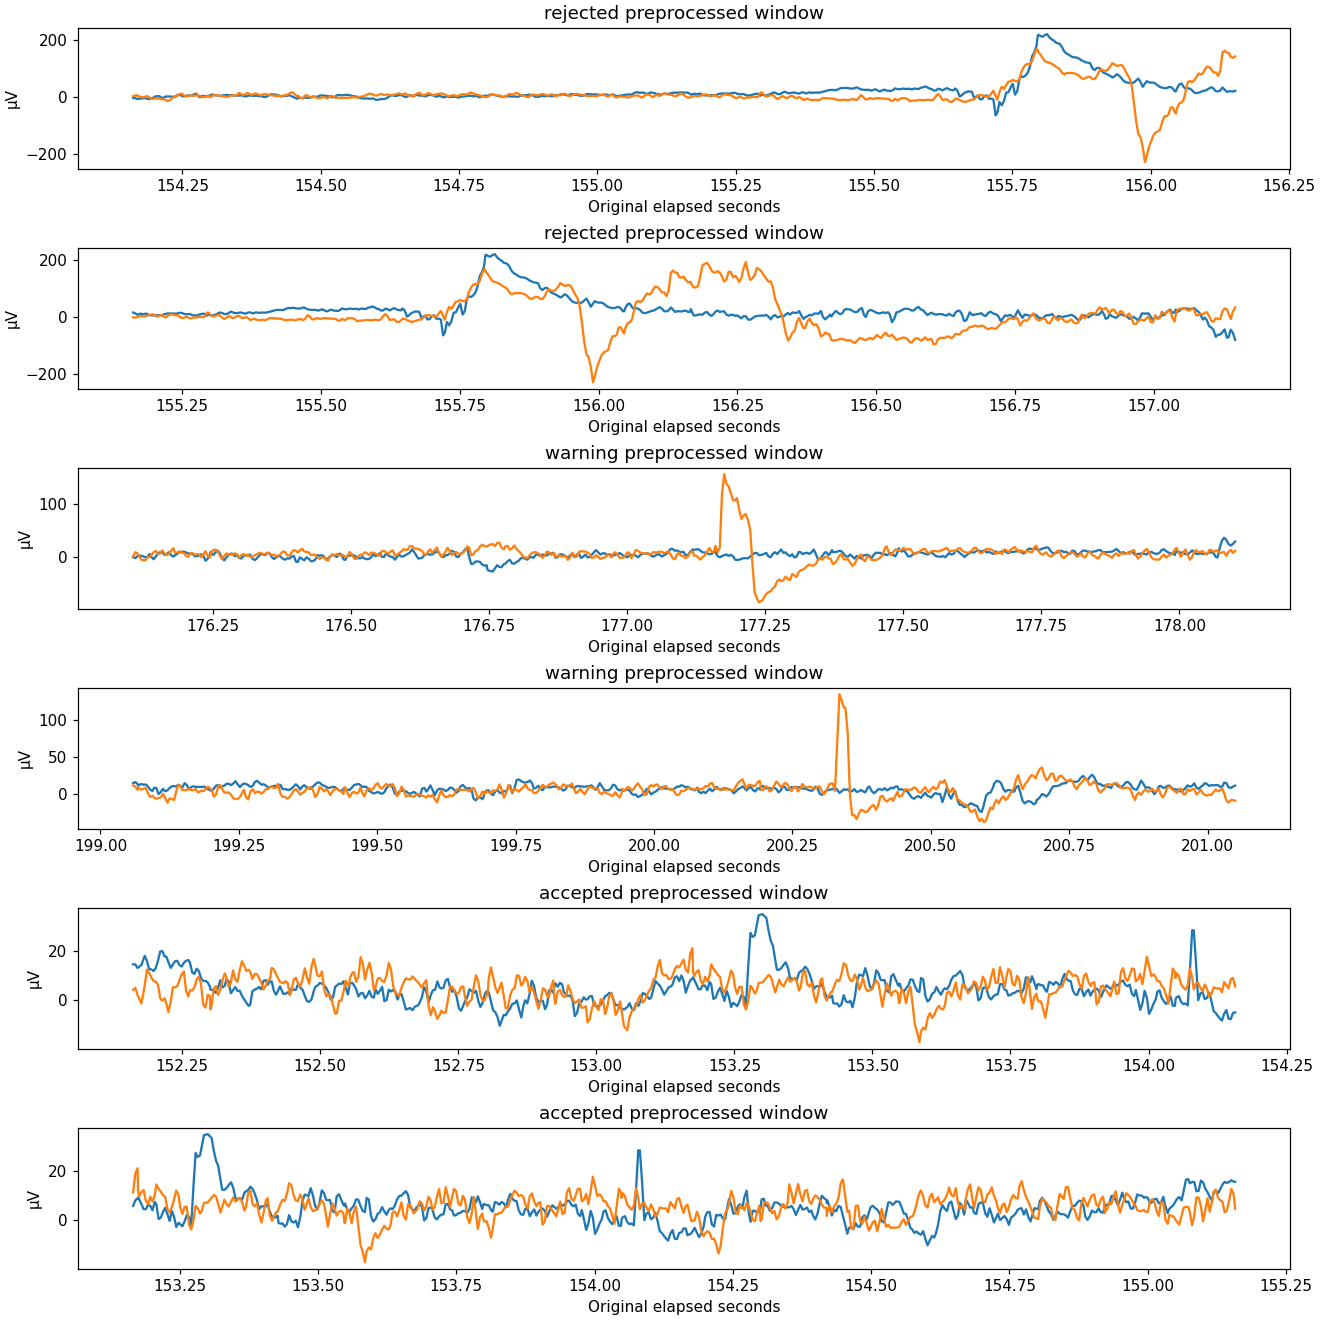 rejected preprocessed window
200
0
−200
µV
154.25 154.50 154.75 155.00 155.25 155.50 155.75 156.00 156.25
Original elapsed seconds
rejected preprocessed window
200
0
−200
µV
155.25 155.50 155.75 156.00 156.25 156.50 156.75 157.00
Original elapsed seconds
warning preprocessed window
100
0
µV
176.25 176.50 176.75 177.00 177.25 177.50 177.75 178.00
Original elapsed seconds
warning preprocessed window
100
50
0
µV
199.00 199.25 199.50 199.75 200.00 200.25 200.50 200.75 201.00
Original elapsed seconds
accepted preprocessed window
20
0
µV
152.25 152.50 152.75 153.00 153.25 153.50 153.75 154.00 154.25
Original elapsed seconds
accepted preprocessed window
20
0
µV
153.25 153.50 153.75 154.00 154.25 154.50 154.75 155.00 155.25
Original elapsed seconds